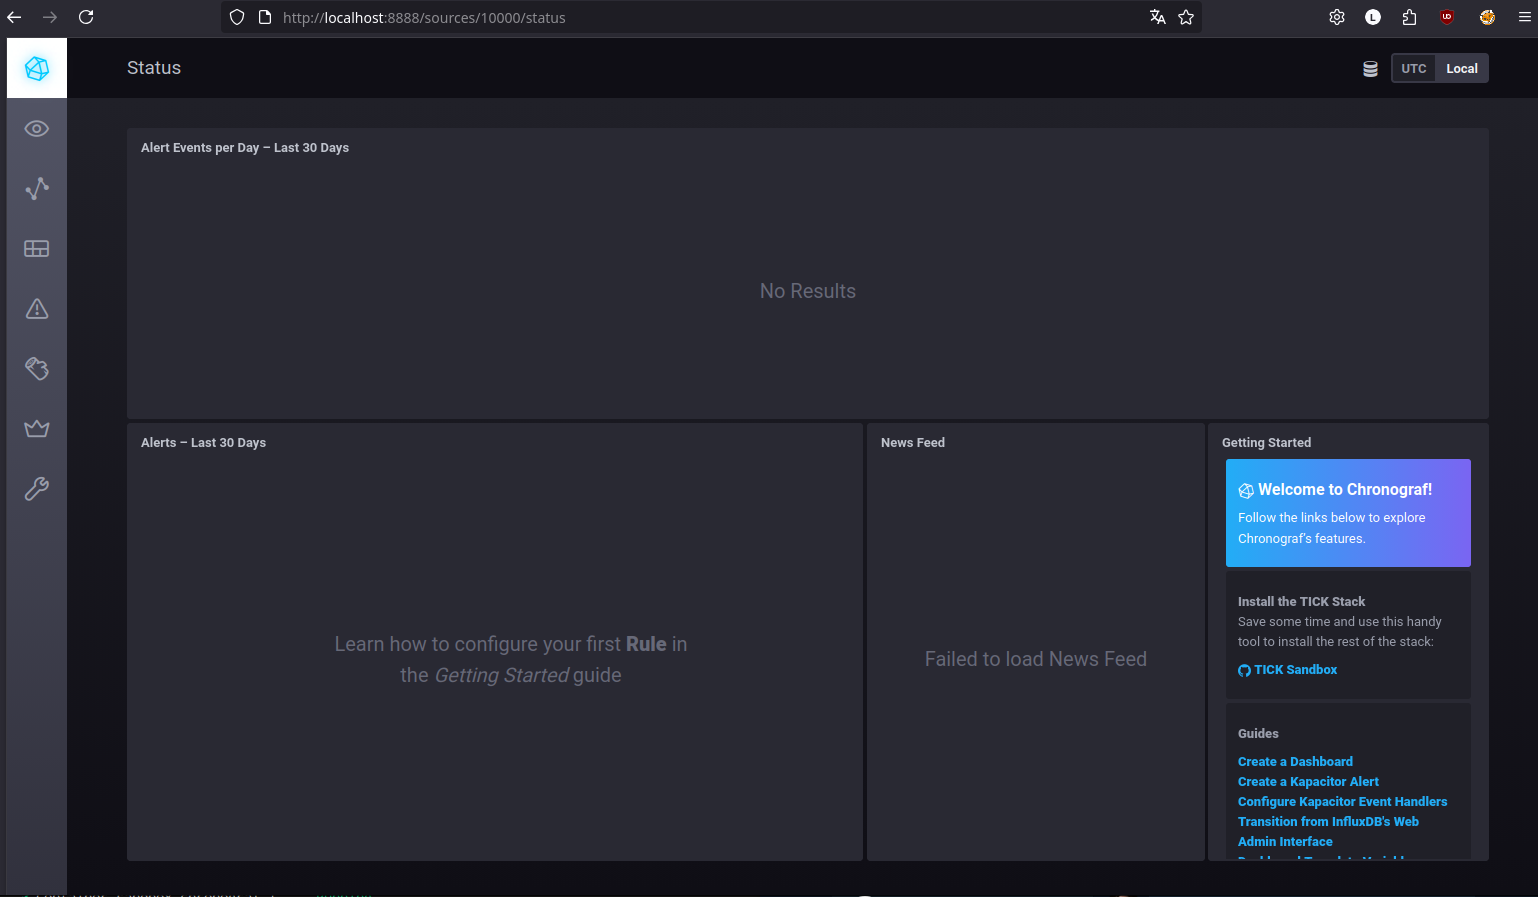 http://localhost:8888/sources/10000/status
L
UD
Status
UTC
Local
Alert Events per Day – Last 30 Days
No Results
Alerts – Last 30 Days
Learn how to configure your first Rule in
the Getting Started guide
News Feed
Failed to load News Feed
Getting Started
Welcome to Chronograf!
Follow the links below to explore
Chronograf's features.
Install the TICK Stack
Save some time and use this handy
tool to install the rest of the stack:
TICK Sandbox
Guides
Create a Dashboard
Create a Kapacitor Alert
Configure Kapacitor Event Handlers
Transition from InfluxDB's Web
Admin Interface